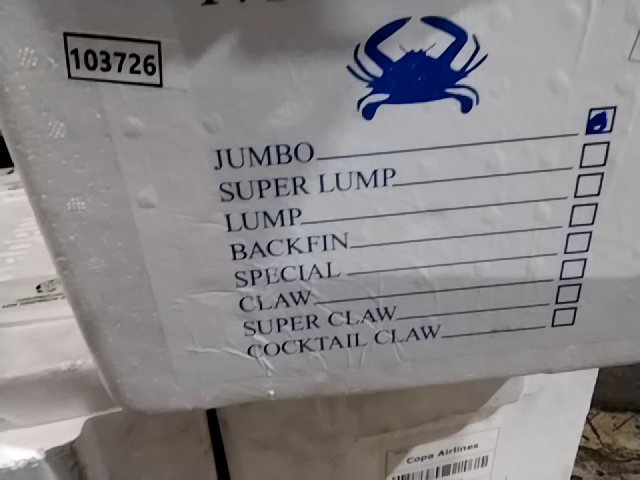 103726
JUMBO
SUPER LUMP
LUMP
BACKFIN
SPECIAL
CLAW
SUPER CLAW
COCKTAIL CLAW
Copa Airlines